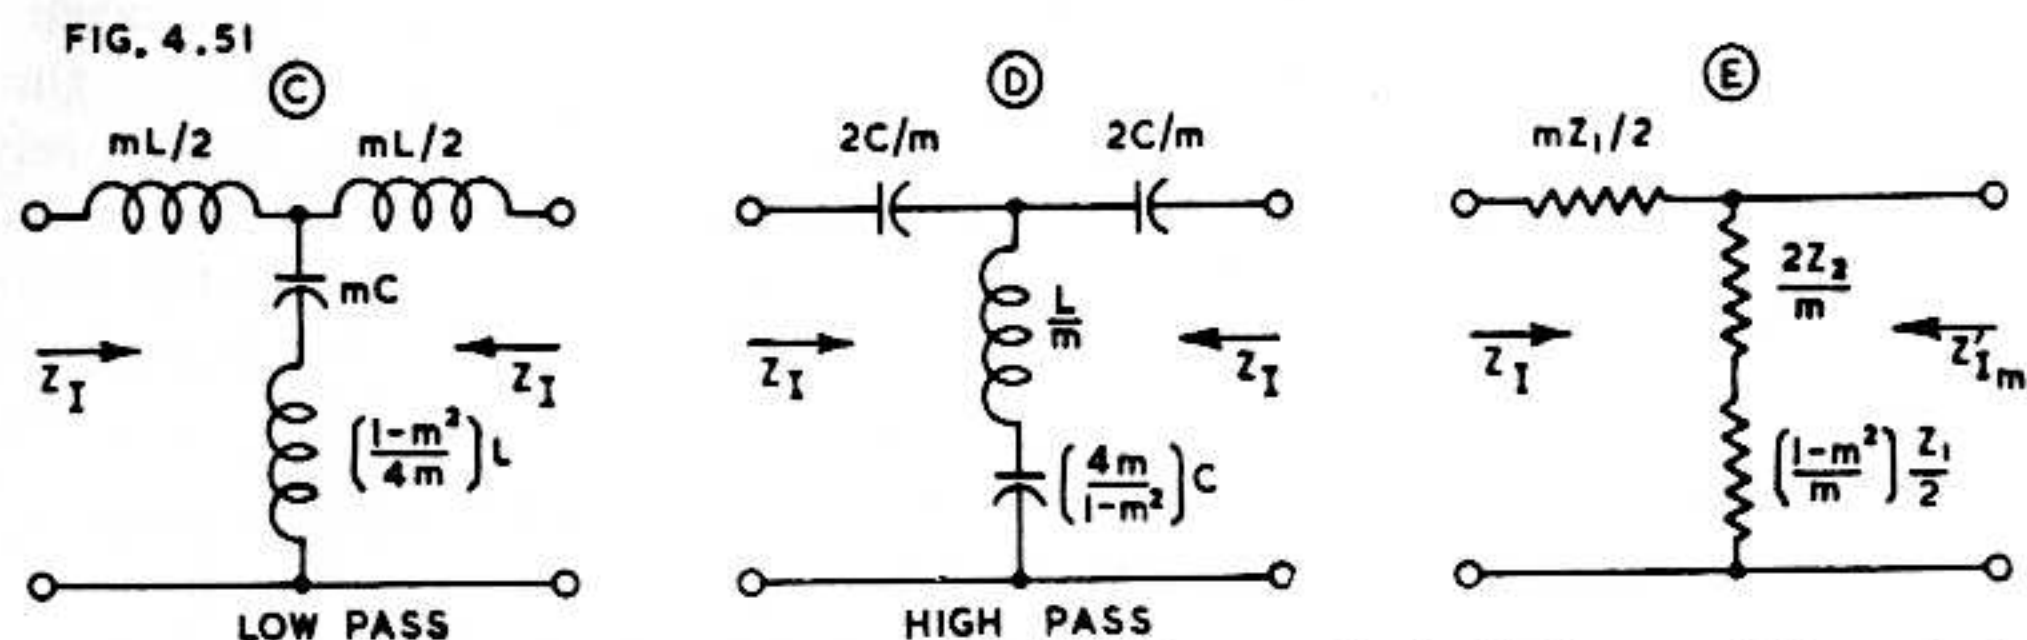 FIG. 4.51
C
mL/2
mL/2
mC
Z_I
Z_I
(1-m²/4m)L
LOW PASS
D
2C/m
2C/m
L/m
Z_I
Z_I
(4m/1-m²)C
HIGH PASS
E
mZ₁/2
2Z₂/m
Z_I
Z'_Im
(1-m²/m)Z₁/2